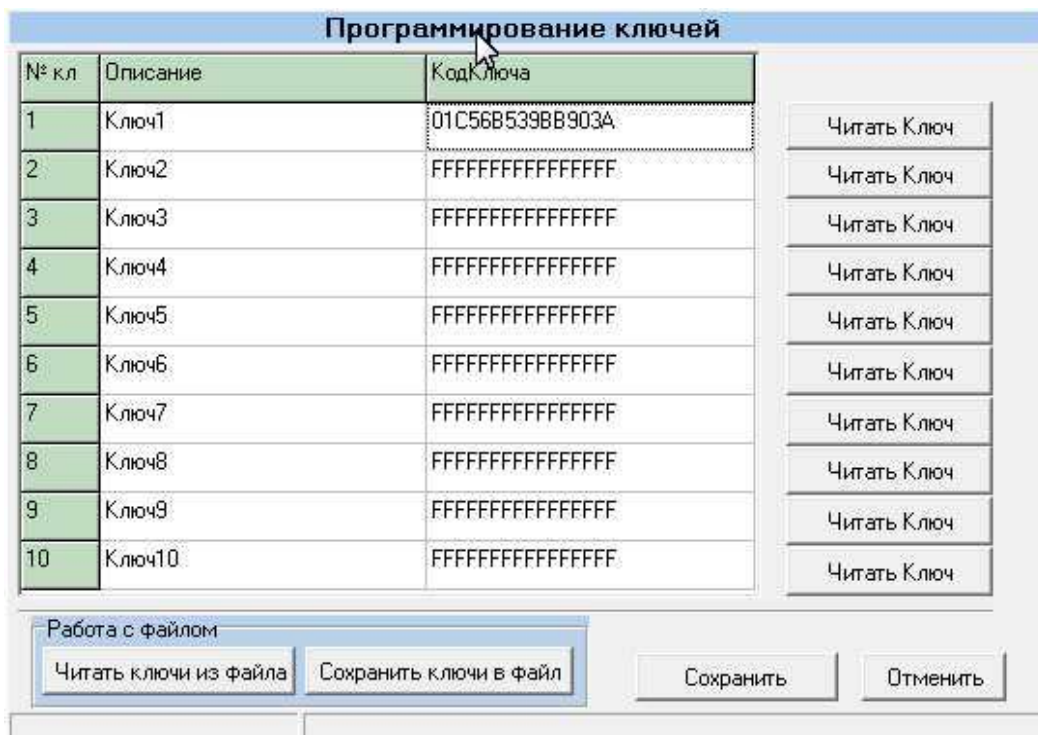 Программирование ключей
№ кл Описание КодКлюча
1 Ключ1 01C56B539BB903A Читать Ключ
2 Ключ2 FFFFFFFFFFFFFFFF Читать Ключ
3 Ключ3 FFFFFFFFFFFFFFFF Читать Ключ
4 Ключ4 FFFFFFFFFFFFFFFF Читать Ключ
5 Ключ5 FFFFFFFFFFFFFFFF Читать Ключ
6 Ключ6 FFFFFFFFFFFFFFFF Читать Ключ
7 Ключ7 FFFFFFFFFFFFFFFF Читать Ключ
8 Ключ8 FFFFFFFFFFFFFFFF Читать Ключ
9 Ключ9 FFFFFFFFFFFFFFFF Читать Ключ
10 Ключ10 FFFFFFFFFFFFFFFF Читать Ключ
Работа с файлом
Читать ключи из файла Сохранить ключи в файл Сохранить Отменить